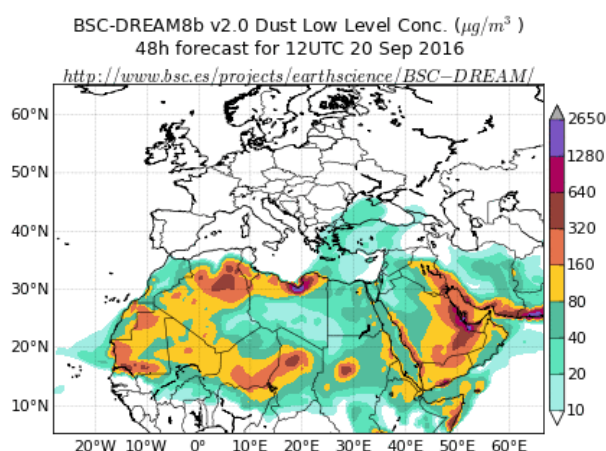 BSC-DREAM8b v2.0 Dust Low Level Conc. (μg/m³ )
48h forecast for 12UTC 20 Sep 2016
http://www.bsc.es/projects/earthscience/BSC−DREAM/
60°N
50°N
40°N
30°N
20°N
10°N
20°W 10°W 0° 10°E 20°E 30°E 40°E 50°E 60°E
2650
1280
640
320
160
80
40
20
10